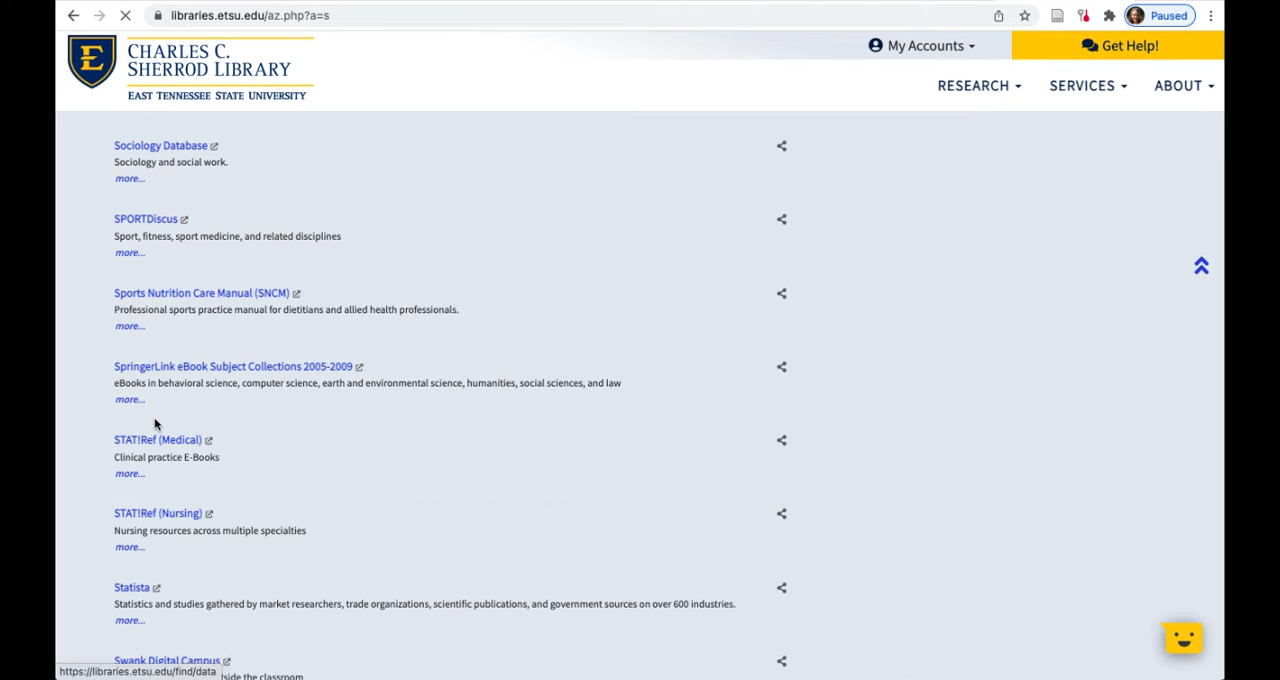 libraries.etsu.edu/az.php?a=s
Paused
CHARLES C.
SHERROD LIBRARY
EAST TENNESSEE STATE UNIVERSITY
My Accounts
Get Help!
RESEARCH
SERVICES
ABOUT
Sociology Database
Sociology and social work.
more...
SPORTDiscus
Sport, fitness, sport medicine, and related disciplines
more...
Sports Nutrition Care Manual (SNCM)
Professional sports practice manual for dietitians and allied health professionals.
more...
SpringerLink eBook Subject Collections 2005-2009
eBooks in behavioral science, computer science, earth and environmental science, humanities, social sciences, and law
more...
STAT!Ref (Medical)
Clinical practice E-Books
more...
STAT!Ref (Nursing)
Nursing resources across multiple specialties
more...
Statista
Statistics and studies gathered by market researchers, trade organizations, scientific publications, and government sources on over 600 industries.
more...
Swank Digital Campus
https://libraries.etsu.edu/find/data
the classroom